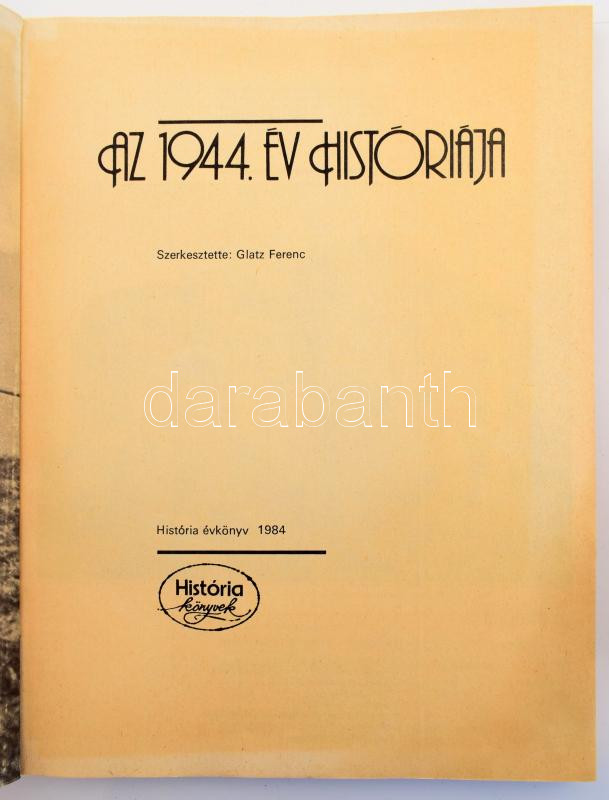 AZ 1944. ÉV HISTÓRIÁJA
Szerkesztette: Glatz Ferenc
darabanth
História évkönyv 1984
História
könyvek